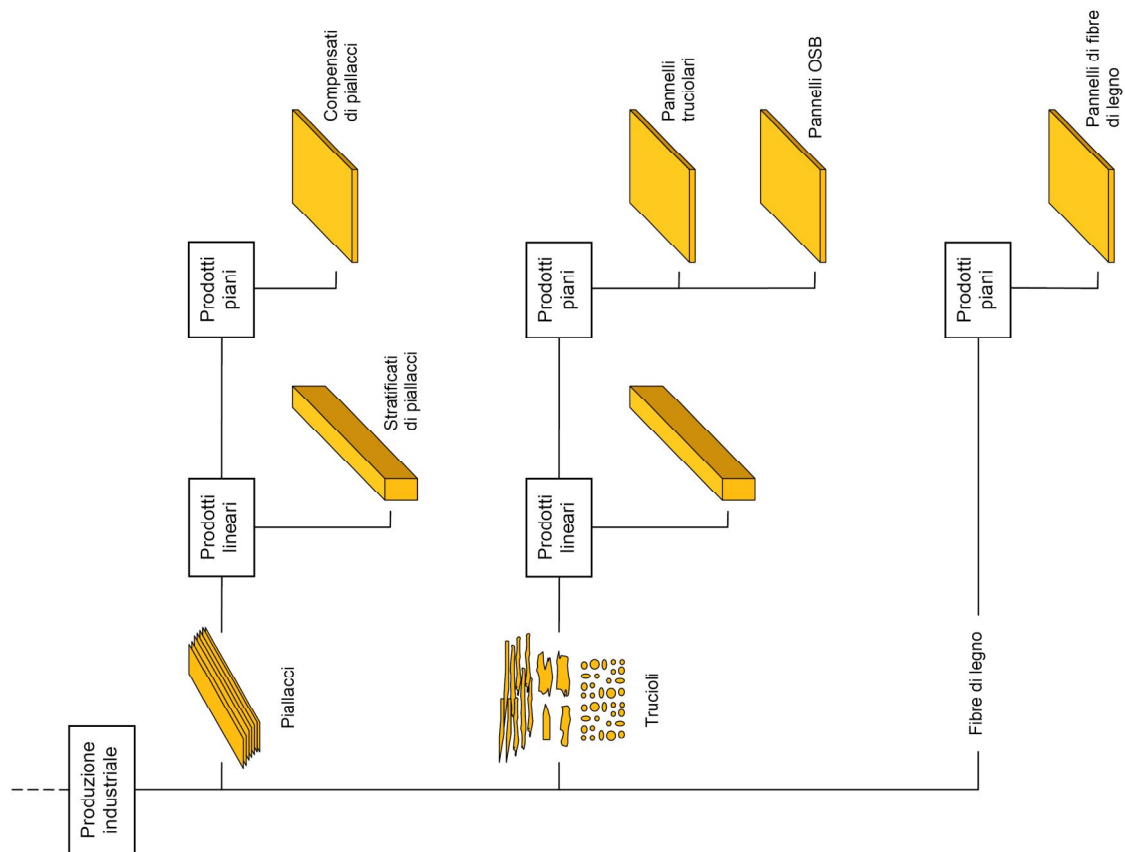 Produzione
industriale
Piallacci
Prodotti
lineari
Stratificati
di piallacci
Prodotti
piani
Compensati
di piallacci
Trucioli
Prodotti
lineari
Prodotti
piani
Pannelli
truciolari
Pannelli OSB
Fibre di legno
Prodotti
piani
Pannelli di fibre
di legno